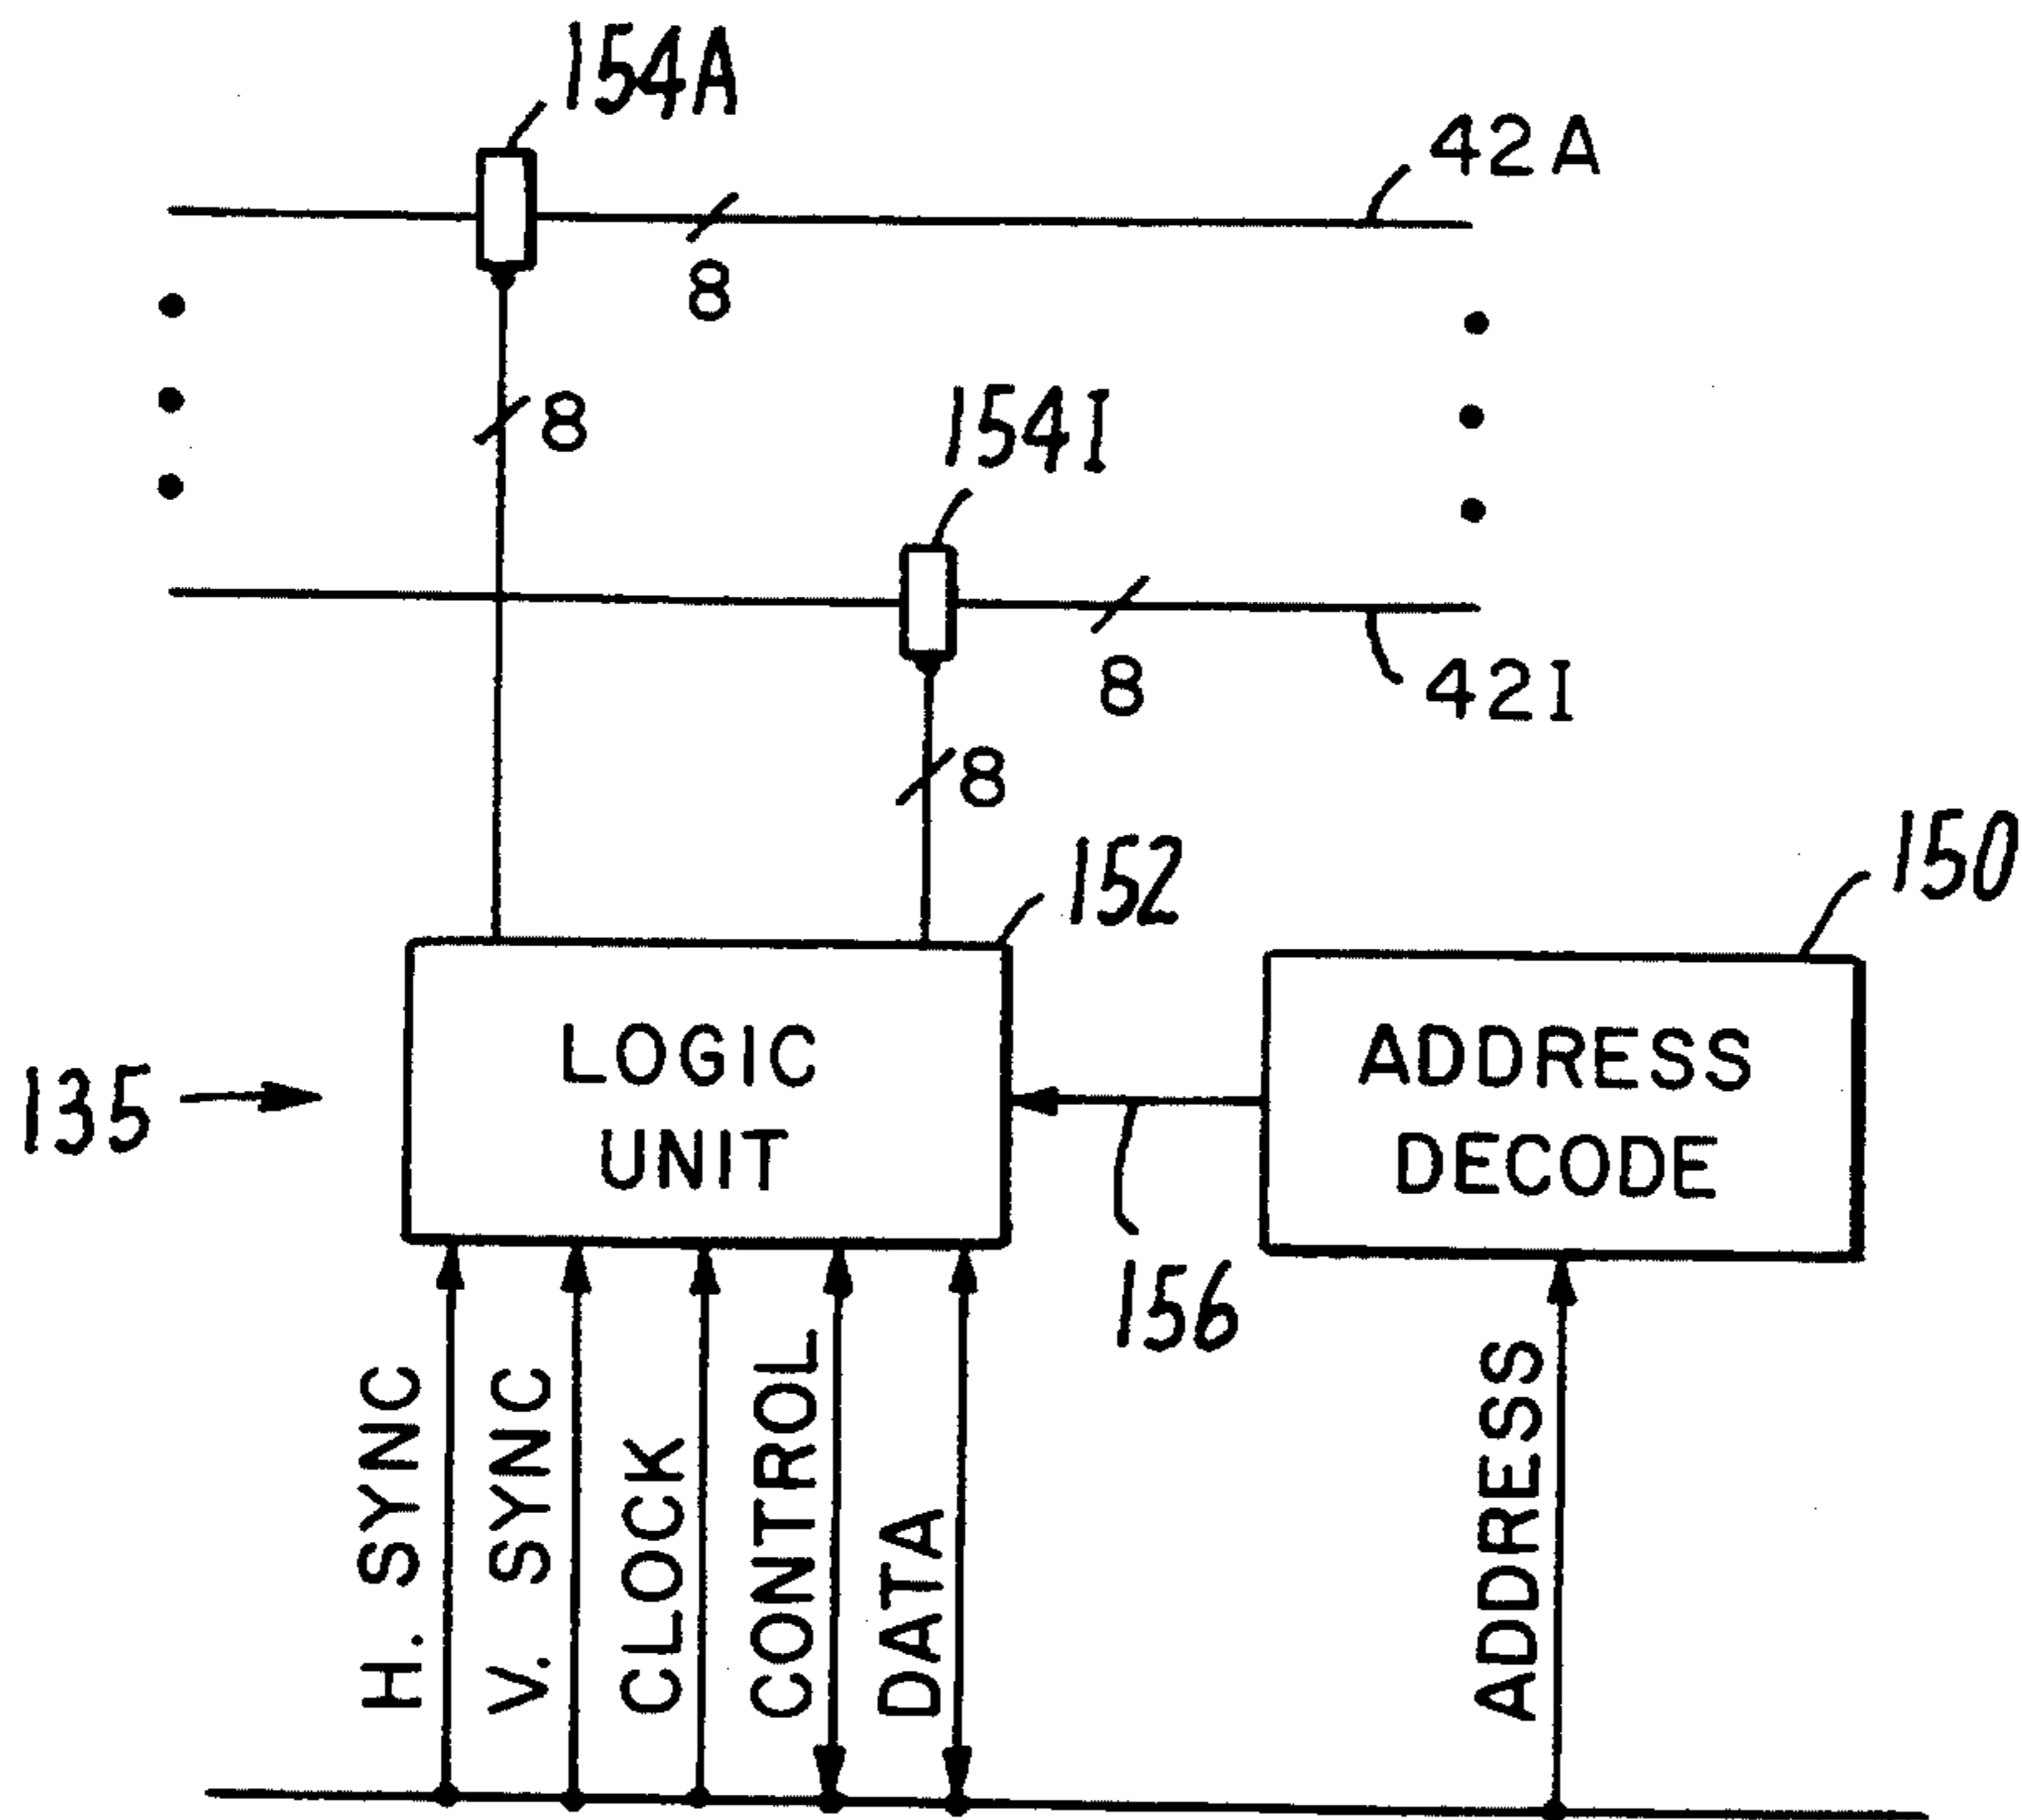 154A
42A
8
8
154I
8
42I
8
152
150
LOGIC
UNIT
ADDRESS
DECODE
135
156
H. SYNC
V. SYNC
CLOCK
CONTROL
DATA
ADDRESS